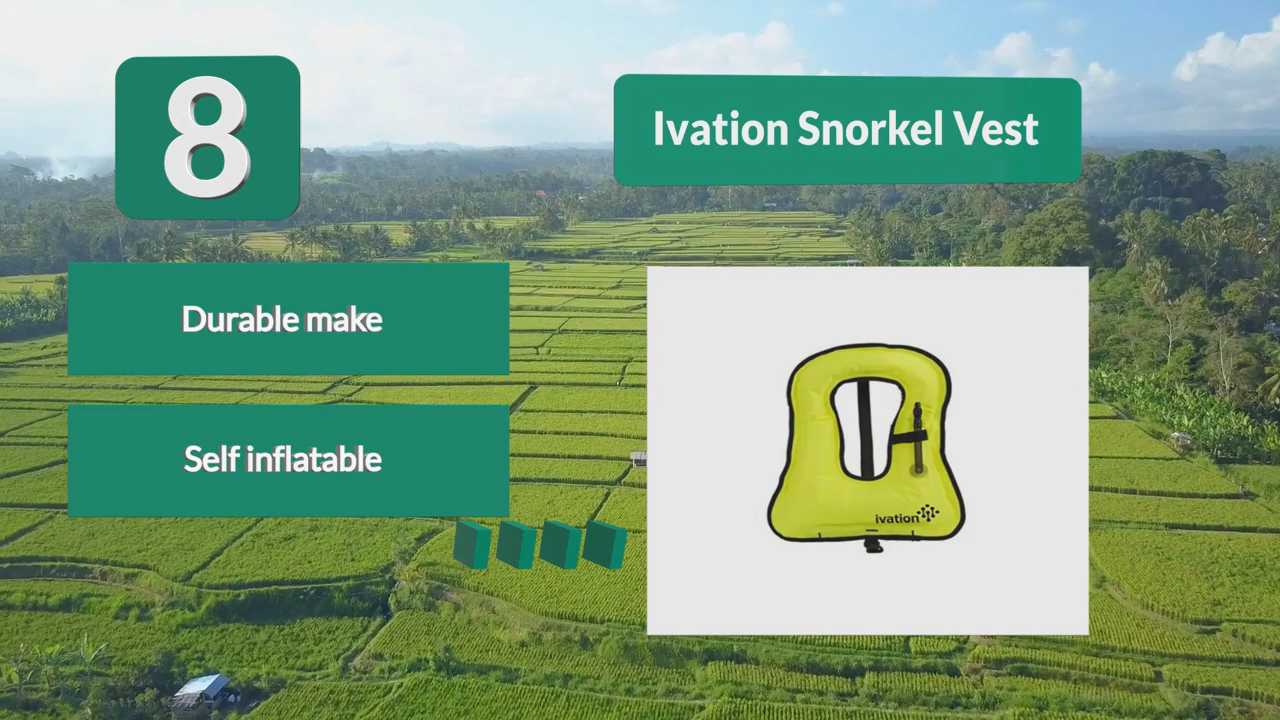 8
Ivation Snorkel Vest
Durable make
Self inflatable
ivation